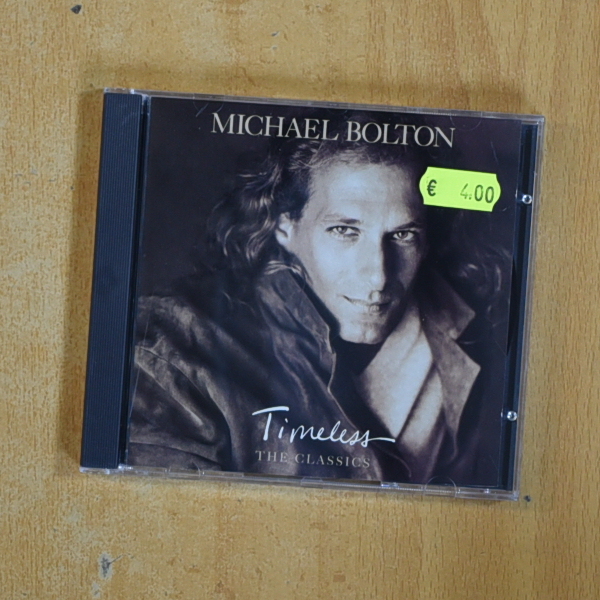 MICHAEL BOLTON
€ 4.00
Timeless
THE CLASSICS